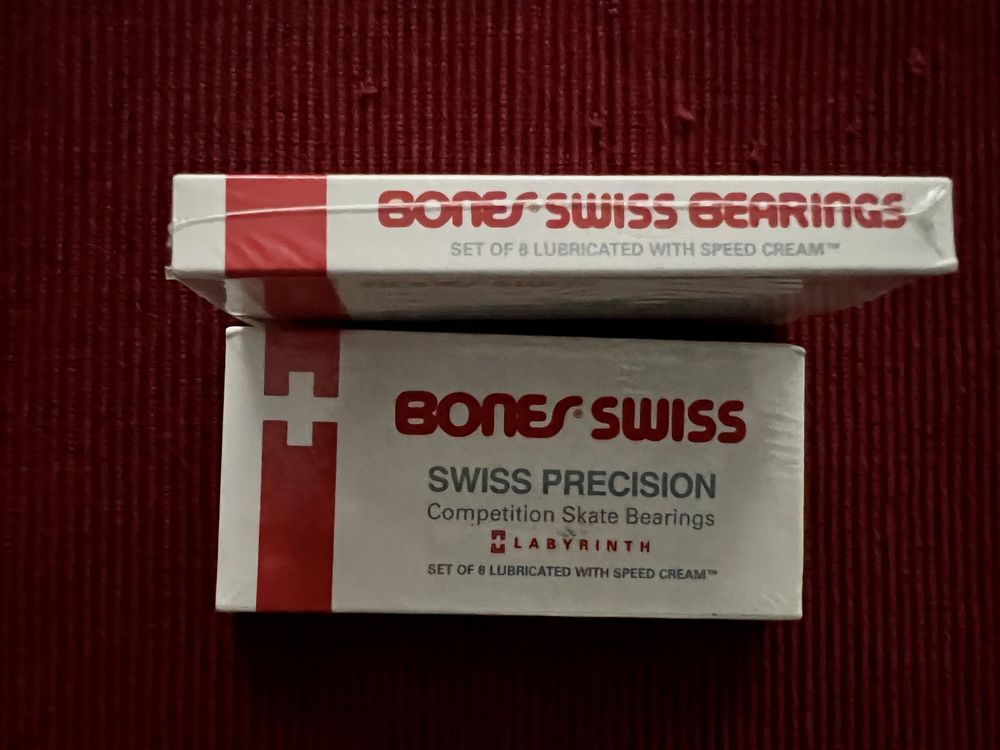 BONES® SWISS BEARINGS
SET OF 8 LUBRICATED WITH SPEED CREAM™
BONES® SWISS
SWISS PRECISION
Competition Skate Bearings
LABYRINTH
SET OF 8 LUBRICATED WITH SPEED CREAM™